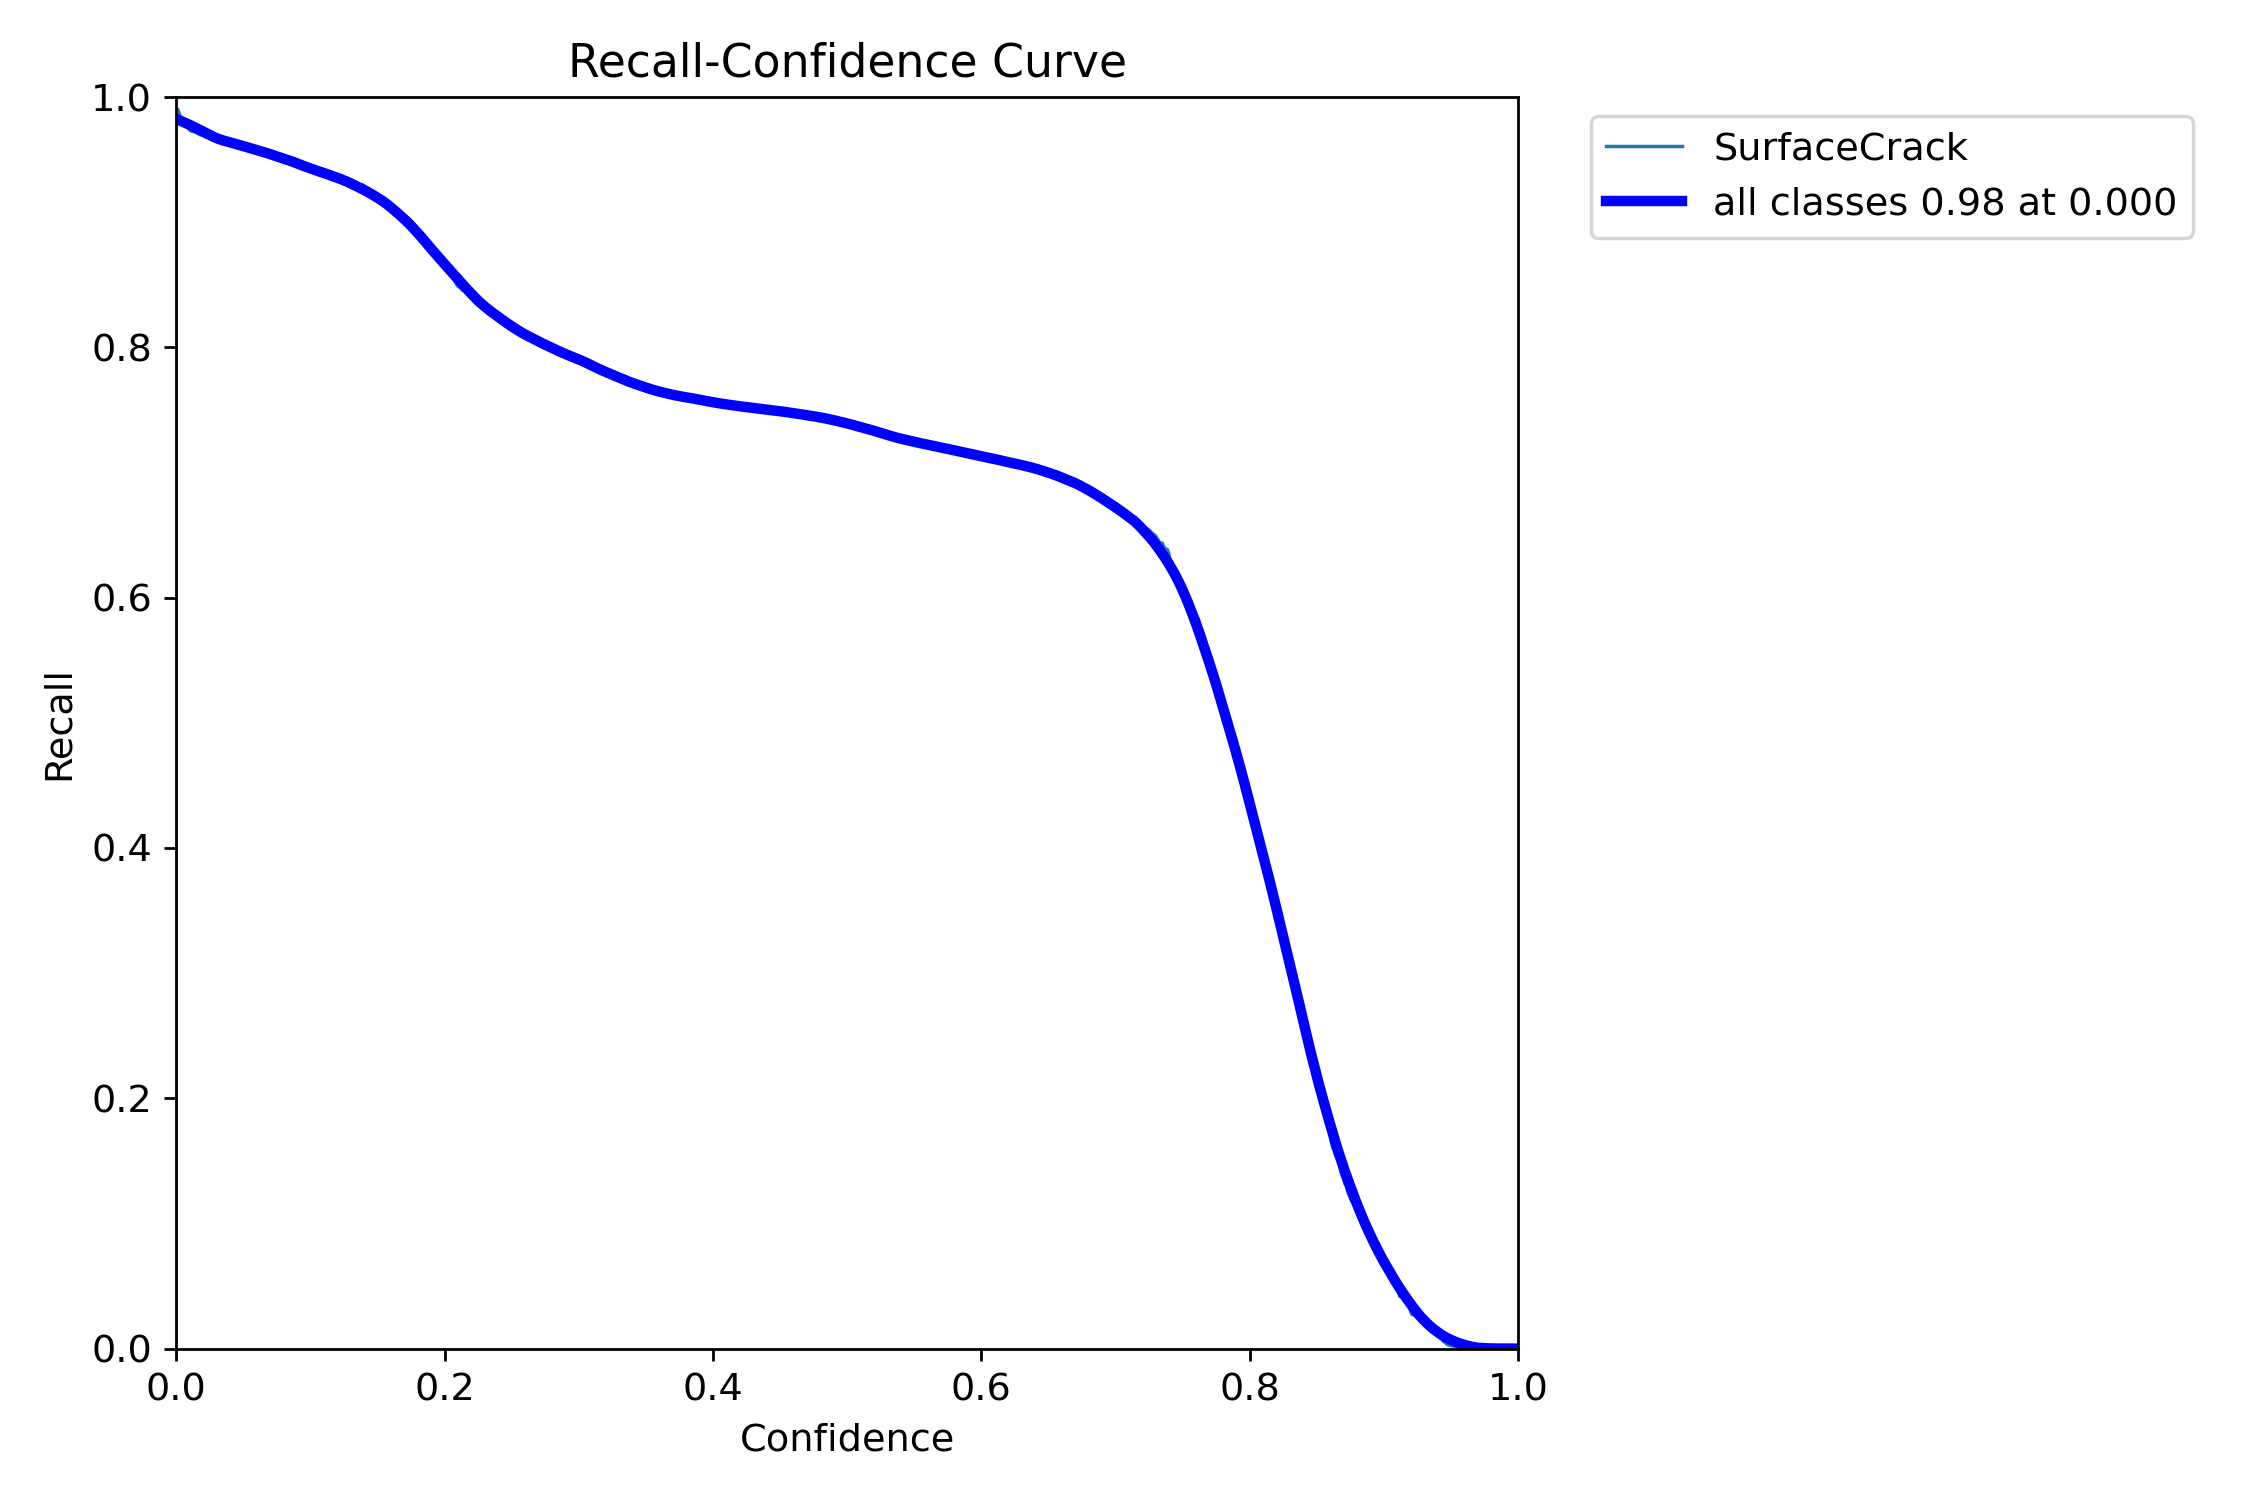 Recall-Confidence Curve
1.0
0.8
0.6
0.4
0.2
0.0
Recall
0.0 0.2 0.4 0.6 0.8 1.0
Confidence
SurfaceCrack
all classes 0.98 at 0.000